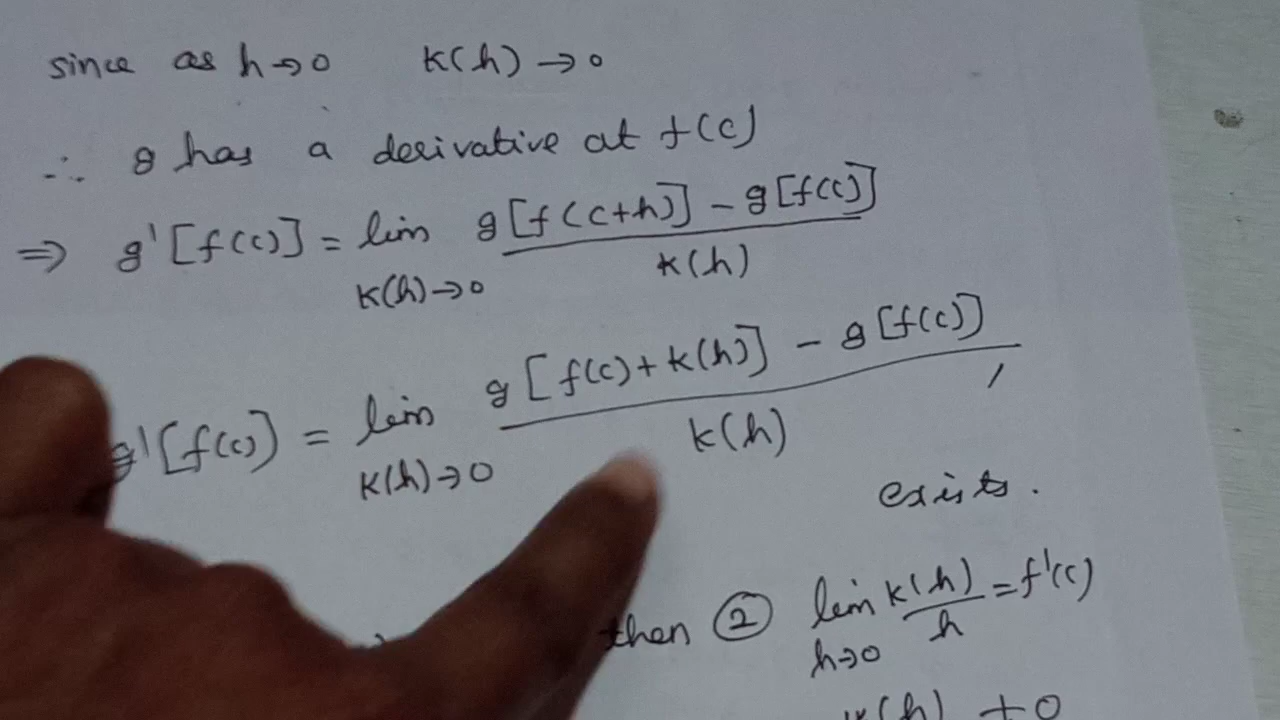 since as h→0 k(h)→0
∴ g has a derivative at f(c)
⇒ g'[f(c)] = lim k(h)→0 g[f(c+h)] - g[f(c)] / k(h)
g'[f(c)] = lim k(h)→0 g[f(c)+k(h)] - g[f(c)] / k(h) ,
exists.
then ② lim h→0 k(h)/h = f'(c)
k(h)